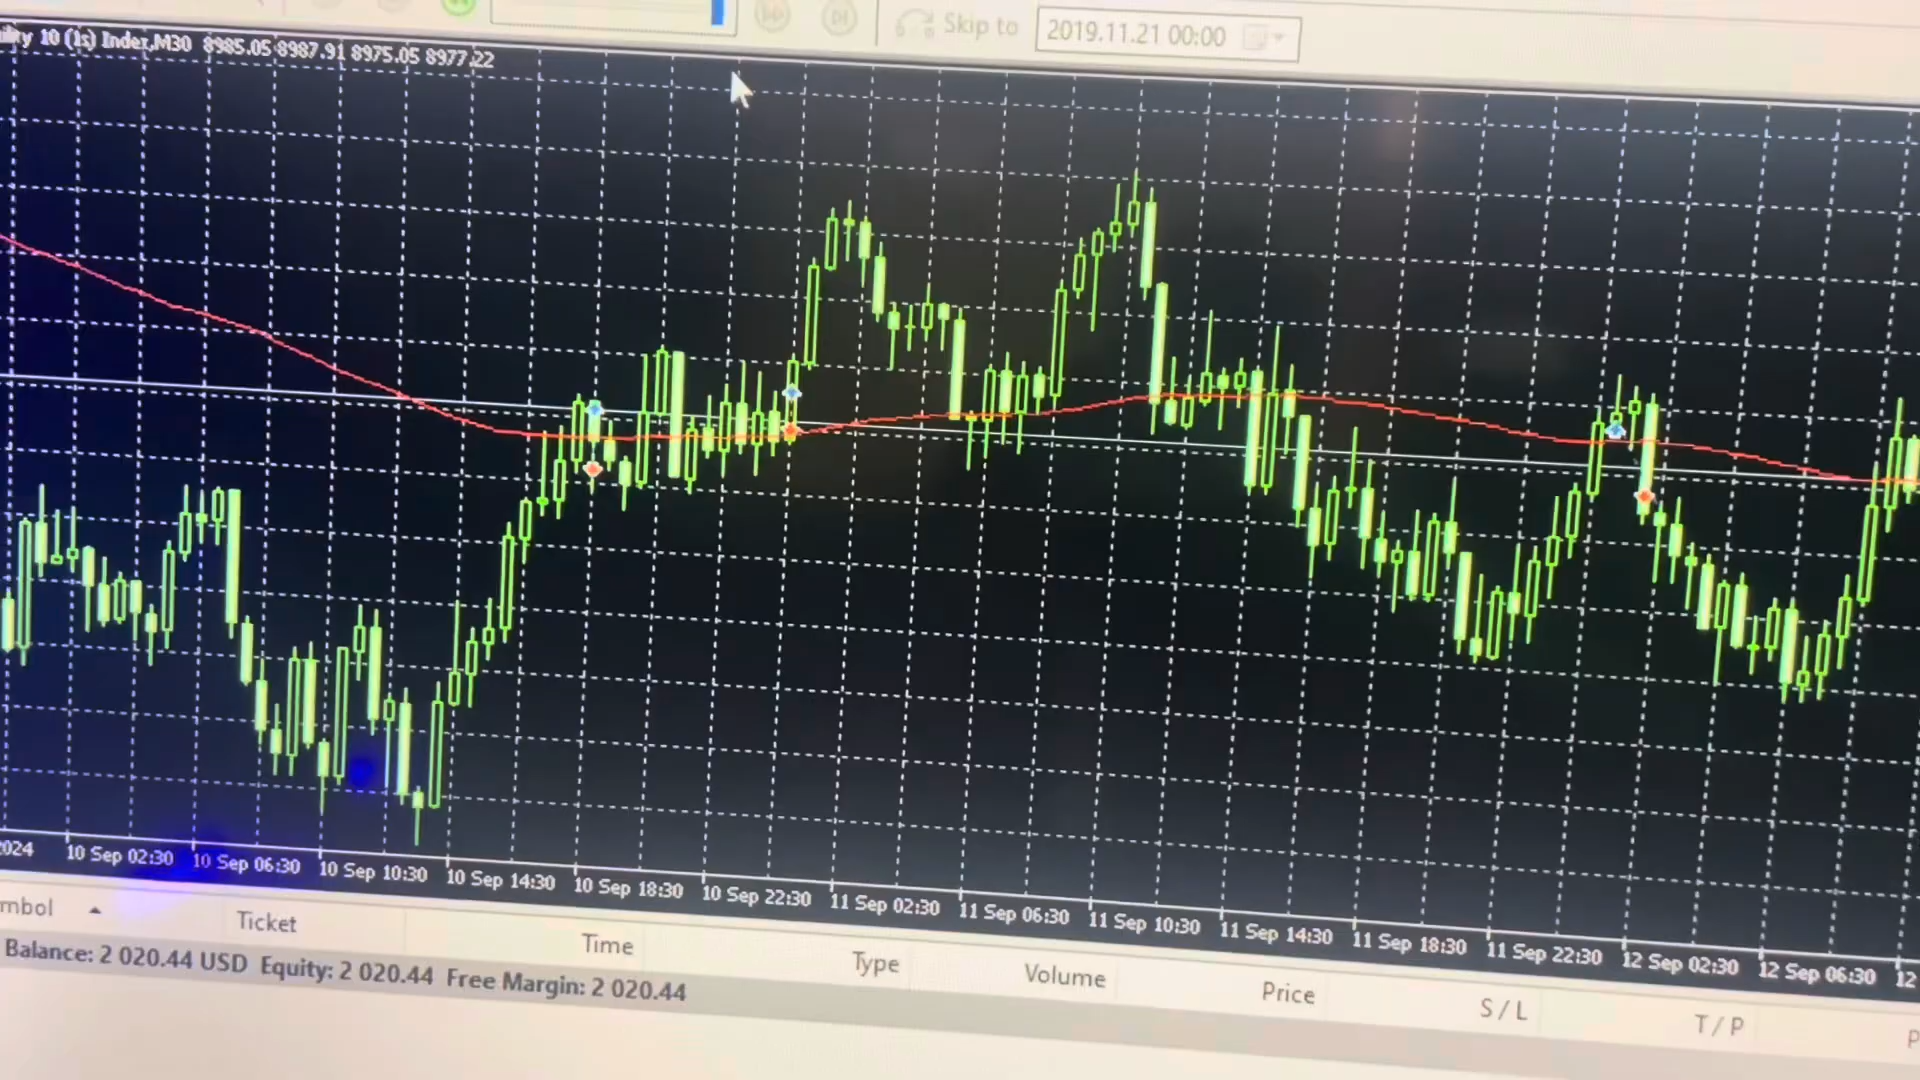 Skip to 2019.11.21 00:00
10 (1s) Index,M30 8985.05 8987.91 8975.05 8977.22
2024 10 Sep 02:30 10 Sep 06:30 10 Sep 10:30 10 Sep 14:30 10 Sep 18:30 10 Sep 22:30 11 Sep 02:30 11 Sep 06:30 11 Sep 10:30 11 Sep 14:30 11 Sep 18:30 11 Sep 22:30 12 Sep 02:30 12 Sep 06:30 12
mbol Ticket Time Type Volume Price S / L T / P P
Balance: 2 020.44 USD Equity: 2 020.44 Free Margin: 2 020.44